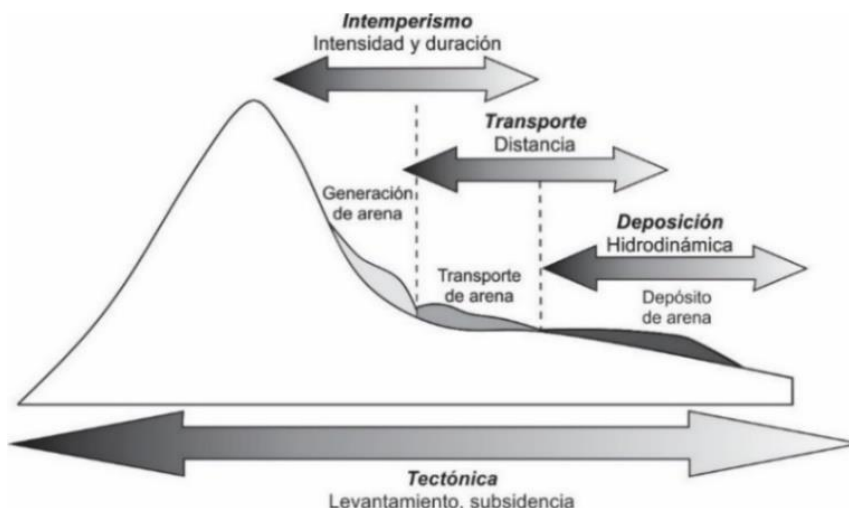 Intemperismo
Intensidad y duración
Transporte
Distancia
Generación
de arena
Deposición
Hidrodinámica
Transporte
de arena
Depósito
de arena
Tectónica
Levantamiento, subsidencia